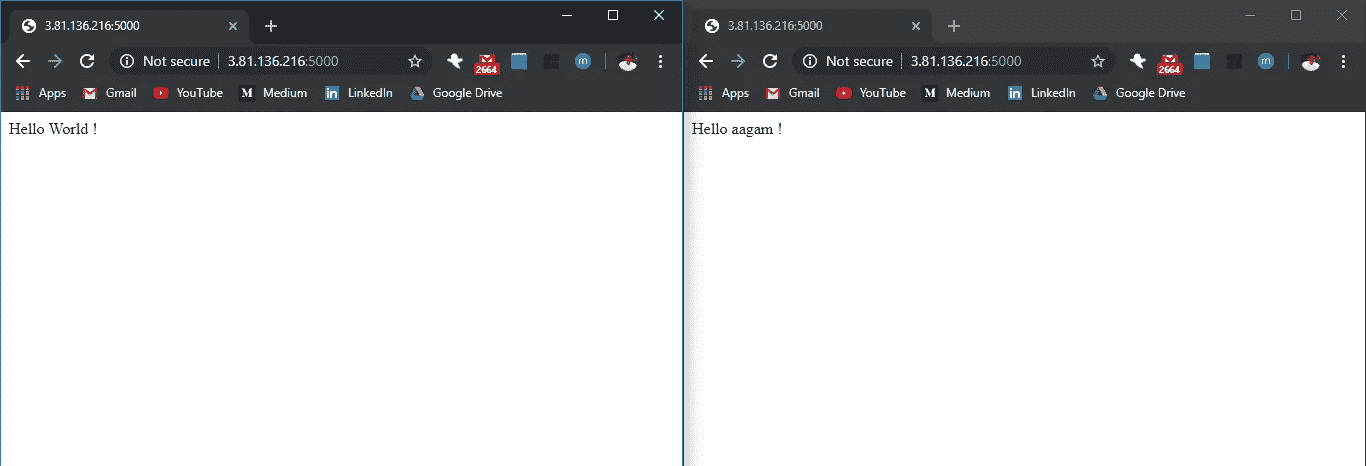 3.81.136.216:5000
Not secure 3.81.136.216:5000 2664 m
Apps Gmail YouTube M Medium in LinkedIn Google Drive
Hello World !
3.81.136.216:5000
Not secure 3.81.136.216:5000 2664 m
Apps Gmail YouTube M Medium in LinkedIn Google Drive
Hello aagam !